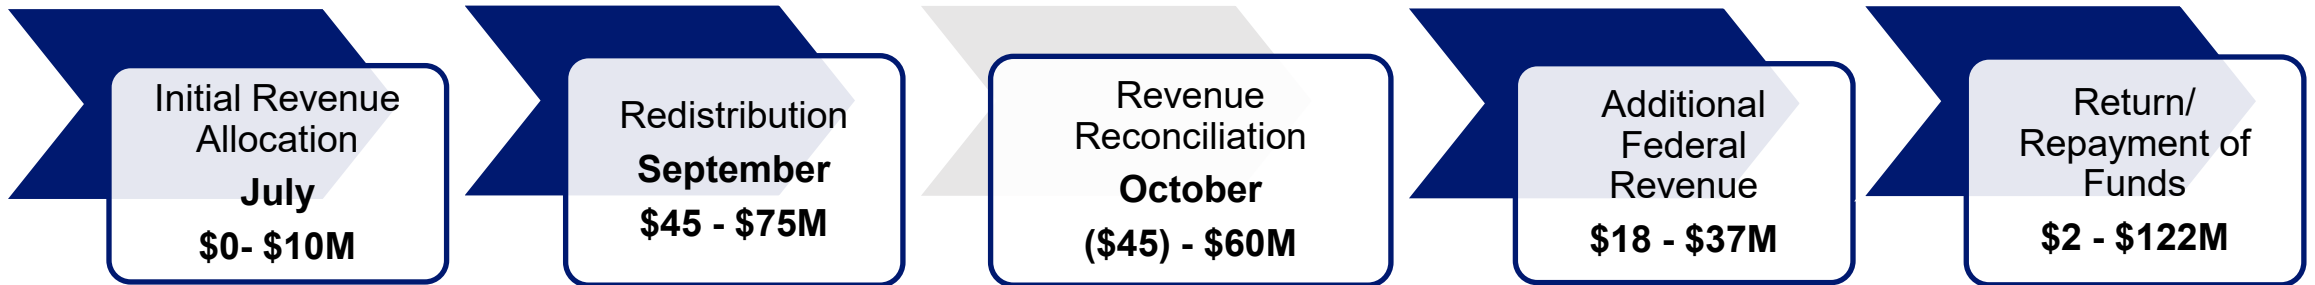 Initial Revenue
Allocation
July
$0- $10M
Redistribution
September
$45 - $75M
Revenue
Reconciliation
October
($45) - $60M
Additional
Federal
Revenue
$18 - $37M
Return/
Repayment of
Funds
$2 - $122M